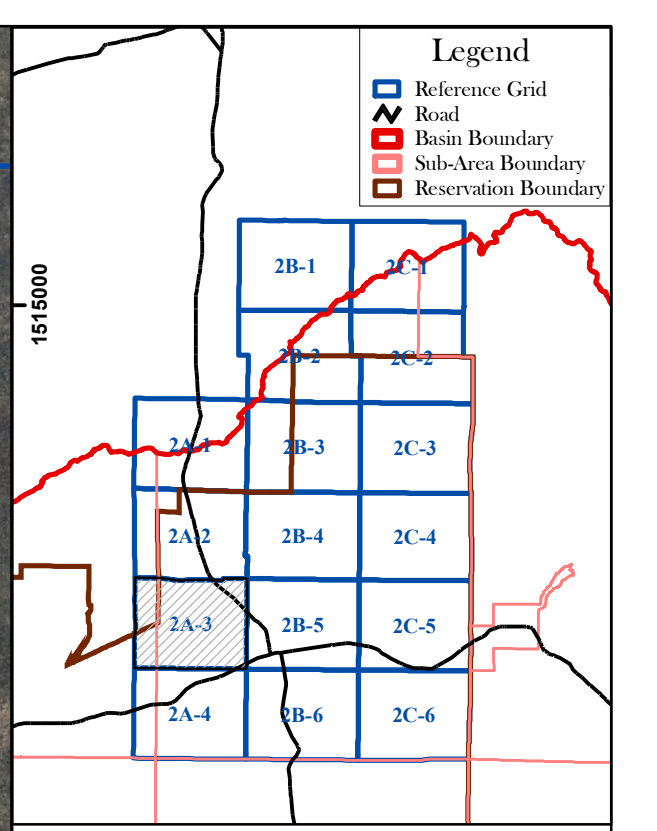 Legend
Reference Grid
Road
Basin Boundary
Sub-Area Boundary
Reservation Boundary
1515000
2B-1
2C-1
2B-2
2C-2
2A-1
2B-3
2C-3
2A-2
2B-4
2C-4
2A-3
2B-5
2C-5
2A-4
2B-6
2C-6